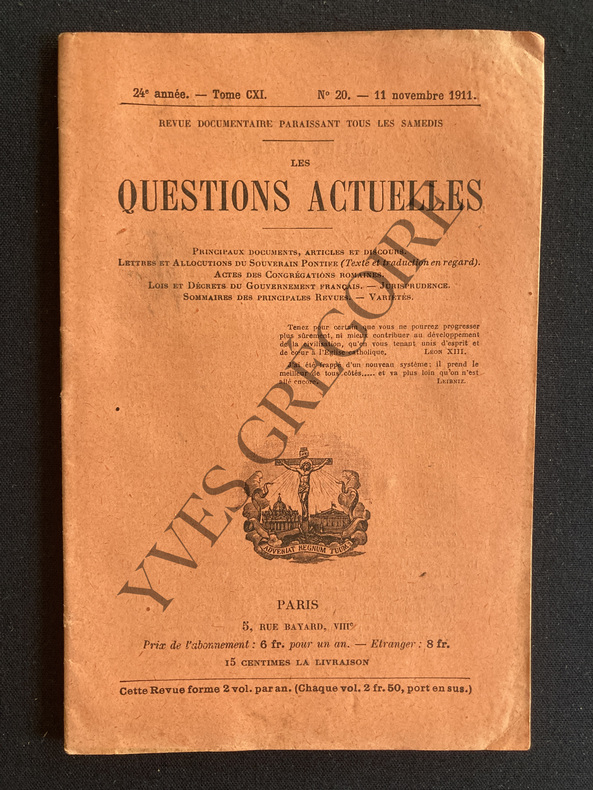 24e année. — Tome CXI. No 20. — 11 novembre 1911.
REVUE DOCUMENTAIRE PARAISSANT TOUS LES SAMEDIS
LES
QUESTIONS ACTUELLES
PRINCIPAUX DOCUMENTS, ARTICLES ET DISCOURS.
LETTRES ET ALLOCUTIONS DU SOUVERAIN PONTIFE (Texte et traduction en regard).
ACTES DES CONGRÉGATIONS ROMAINES.
LOIS ET DÉCRETS DU GOUVERNEMENT FRANÇAIS. — JURISPRUDENCE.
SOMMAIRES DES PRINCIPALES REVUES. — VARIÉTÉS.
Tenez pour certain que vous ne pourrez progresser
plus sûrement, ni mieux contribuer au développement
de la civilisation, qu'en vous tenant unis d'esprit et
de cœur à l'Eglise catholique. LÉON XIII.
J'ai été frappé d'un nouveau système; il prend le
meilleur de tous côtés..... et va plus loin qu'on n'est
allé encore. LEIBNIZ.
ADVENIAT REGNUM TUUM
PARIS
5, RUE BAYARD, VIIIe
Prix de l'abonnement : 6 fr. pour un an. — Etranger : 8 fr.
15 CENTIMES LA LIVRAISON
Cette Revue forme 2 vol. par an. (Chaque vol. 2 fr. 50, port en sus.)
YVES GRÉGOIRE